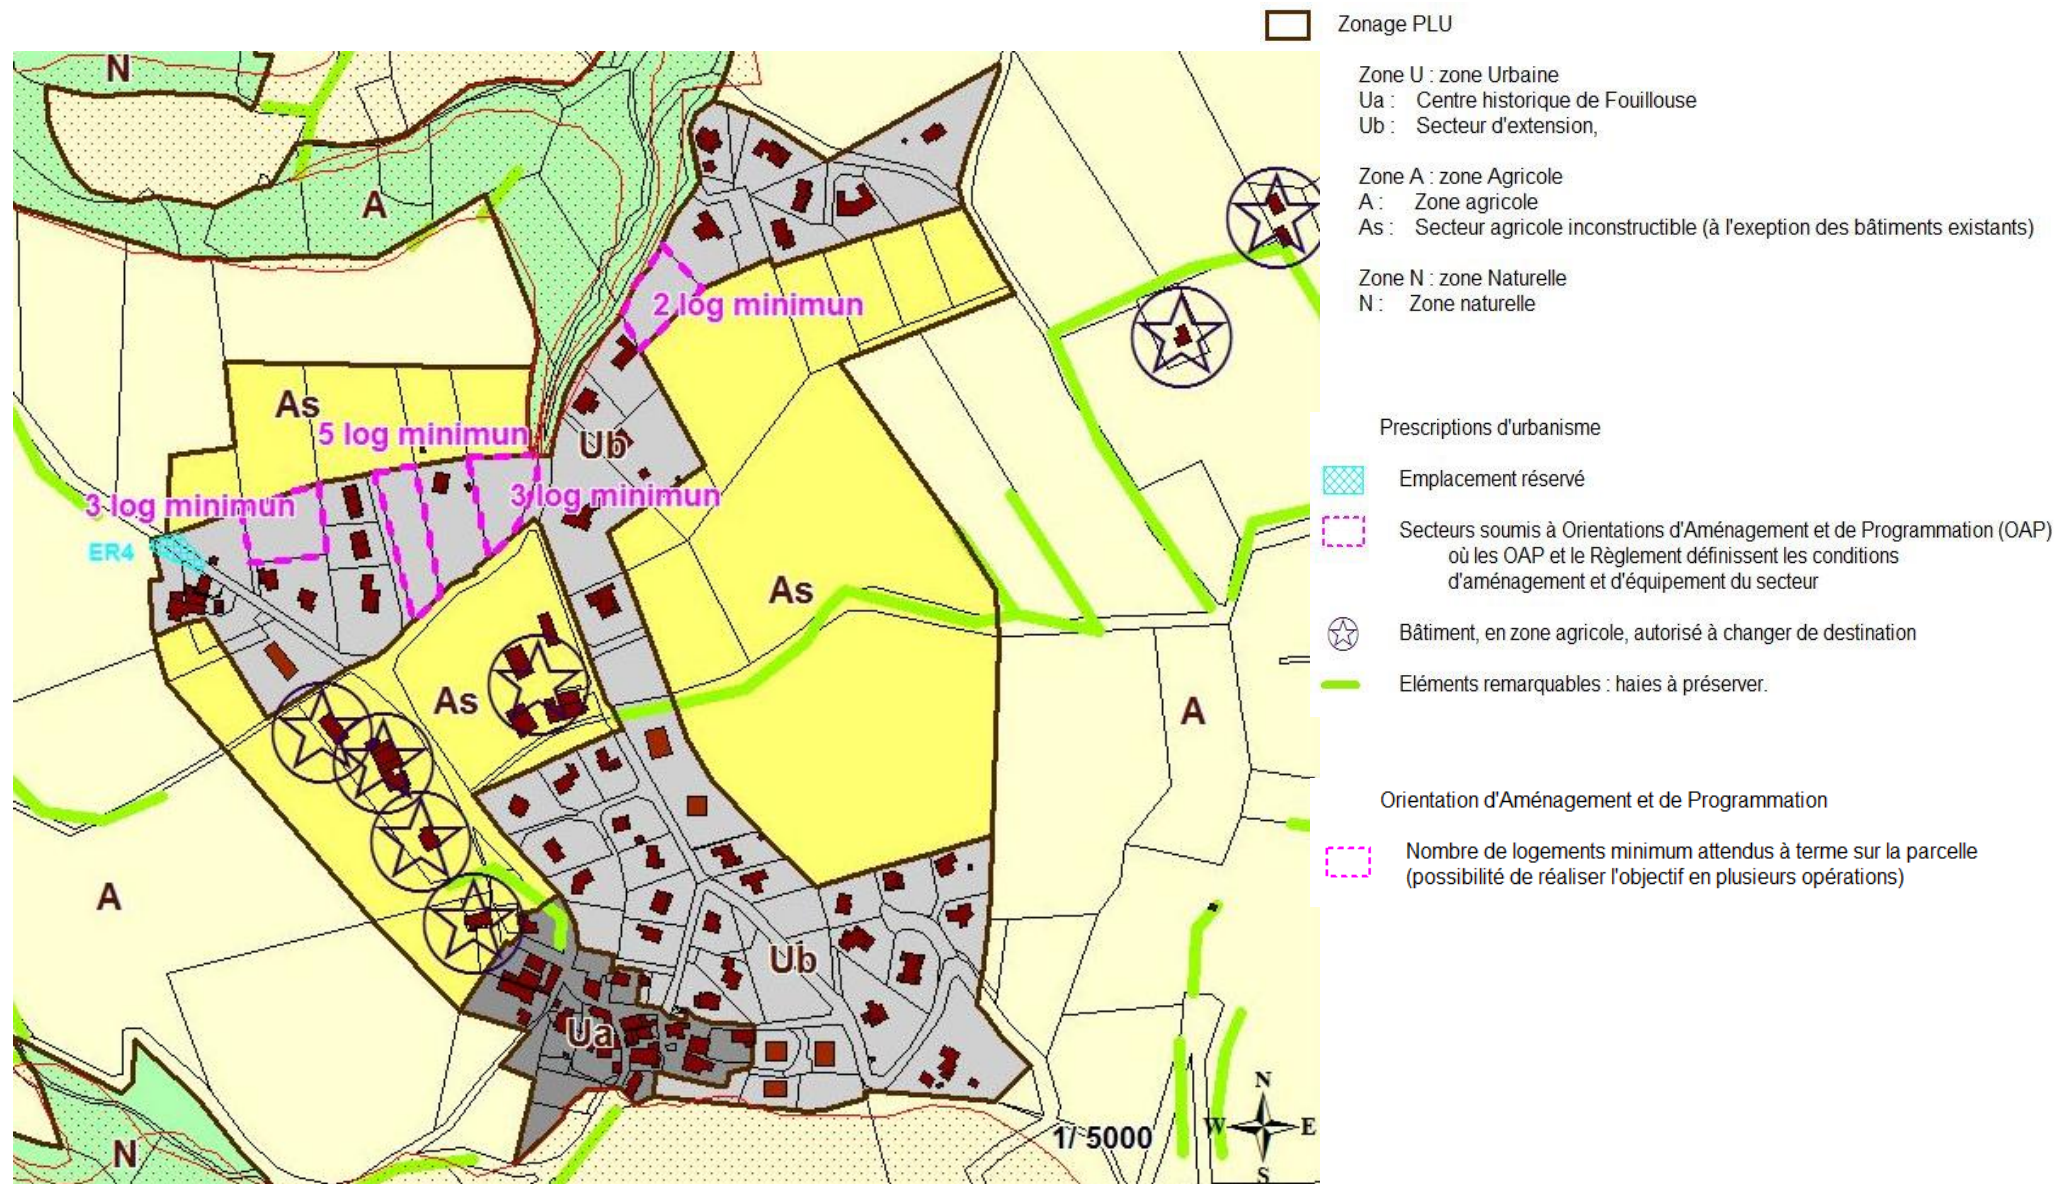 Zonage PLU
Zone U : zone Urbaine
Ua : Centre historique de Fouillouse
Ub : Secteur d'extension,
Zone A : zone Agricole
A : Zone agricole
As : Secteur agricole inconstructible (à l'exeption des bâtiments existants)
Zone N : zone Naturelle
N : Zone naturelle
Prescriptions d'urbanisme
Emplacement réservé
Secteurs soumis à Orientations d'Aménagement et de Programmation (OAP)
où les OAP et le Règlement définissent les conditions
d'aménagement et d'équipement du secteur
Bâtiment, en zone agricole, autorisé à changer de destination
Eléments remarquables : haies à préserver.
Orientation d'Aménagement et de Programmation
Nombre de logements minimum attendus à terme sur la parcelle
(possibilité de réaliser l'objectif en plusieurs opérations)
N
A
2 log minimun
As
5 log minimun
Ub
3 log minimun
3 log minimun
ER4
As
As
A
A
Ub
Ua
N
1/ 5000
N
W
E
S